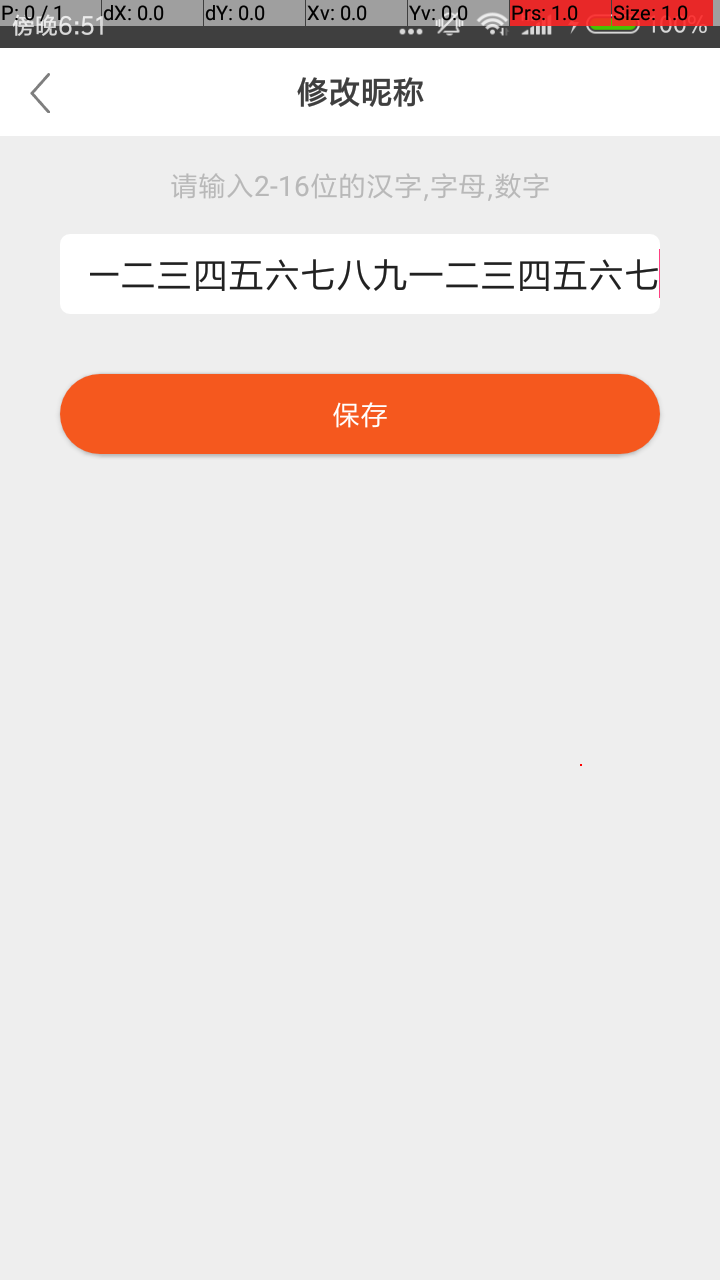 P: 0 / 1 dX: 0.0 dY: 0.0 Xv: 0.0 Yv: 0.0 Prs: 1.0 Size: 1.0
傍晚6:51 100%
修改昵称
请输入2-16位的汉字,字母,数字
一二三四五六七八九一二三四五六七
保存